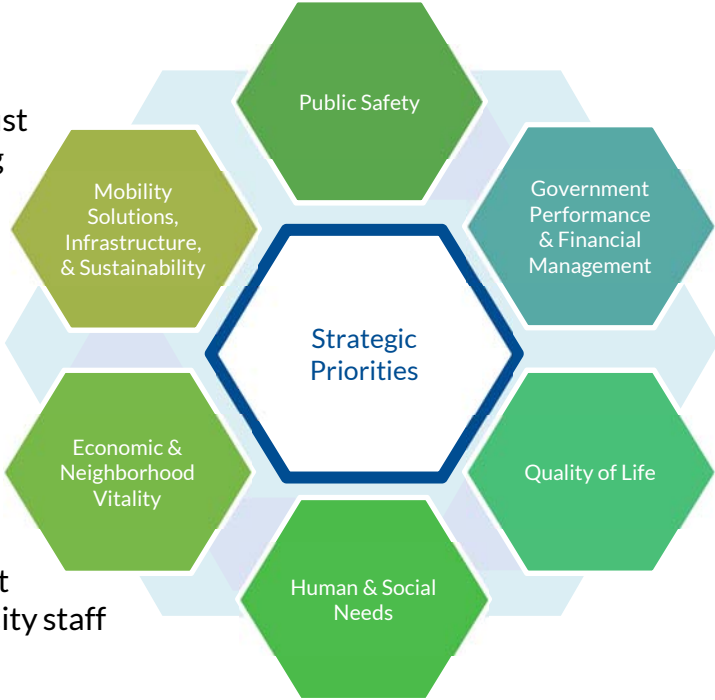 Public Safety
Mobility
Solutions,
Infrastructure,
& Sustainability
Government
Performance
& Financial
Management
Strategic
Priorities
Economic &
Neighborhood
Vitality
Quality of Life
Human & Social
Needs
staff